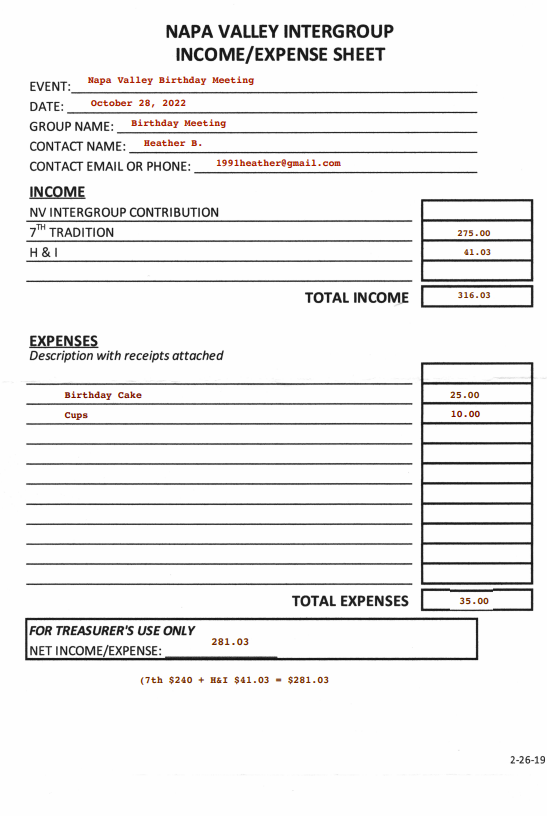 NAPA VALLEY INTERGROUP
INCOME/EXPENSE SHEET
EVENT: Napa Valley Birthday Meeting
DATE: October 28, 2022
GROUP NAME: Birthday Meeting
CONTACT NAME: Heather B.
CONTACT EMAIL OR PHONE: 1991heather@gmail.com
INCOME
NV INTERGROUP CONTRIBUTION
7TH TRADITION 275.00
H & I 41.03
TOTAL INCOME 316.03
EXPENSES
Description with receipts attached
Birthday Cake 25.00
Cups 10.00
TOTAL EXPENSES 35.00
FOR TREASURER'S USE ONLY
NET INCOME/EXPENSE: 281.03
(7th $240 + H&I $41.03 = $281.03
2-26-19